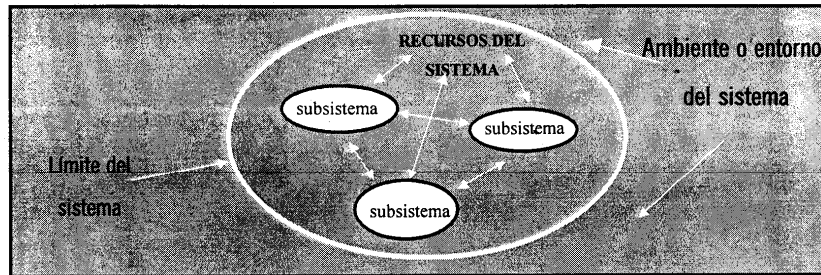 RECURSOS DEL
SISTEMA
subsistema
subsistema
subsistema
Límite del
sistema
Ambiente o entorno
del sistema